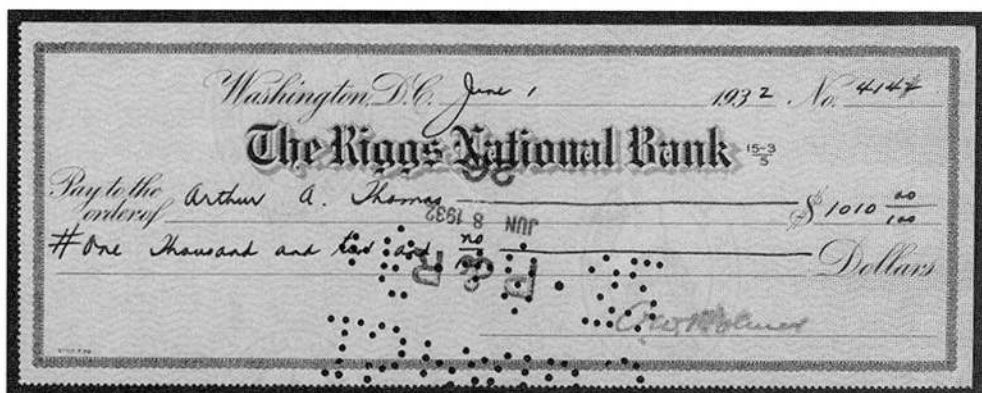 Washington, D.C. June 1 1932 No. 4147
The Riggs National Bank 15-3/5
Pay to the order of Arthur A. Thomas $ 1010 00/100
# One Thousand and ten and no Dollars
JUN 8 1932